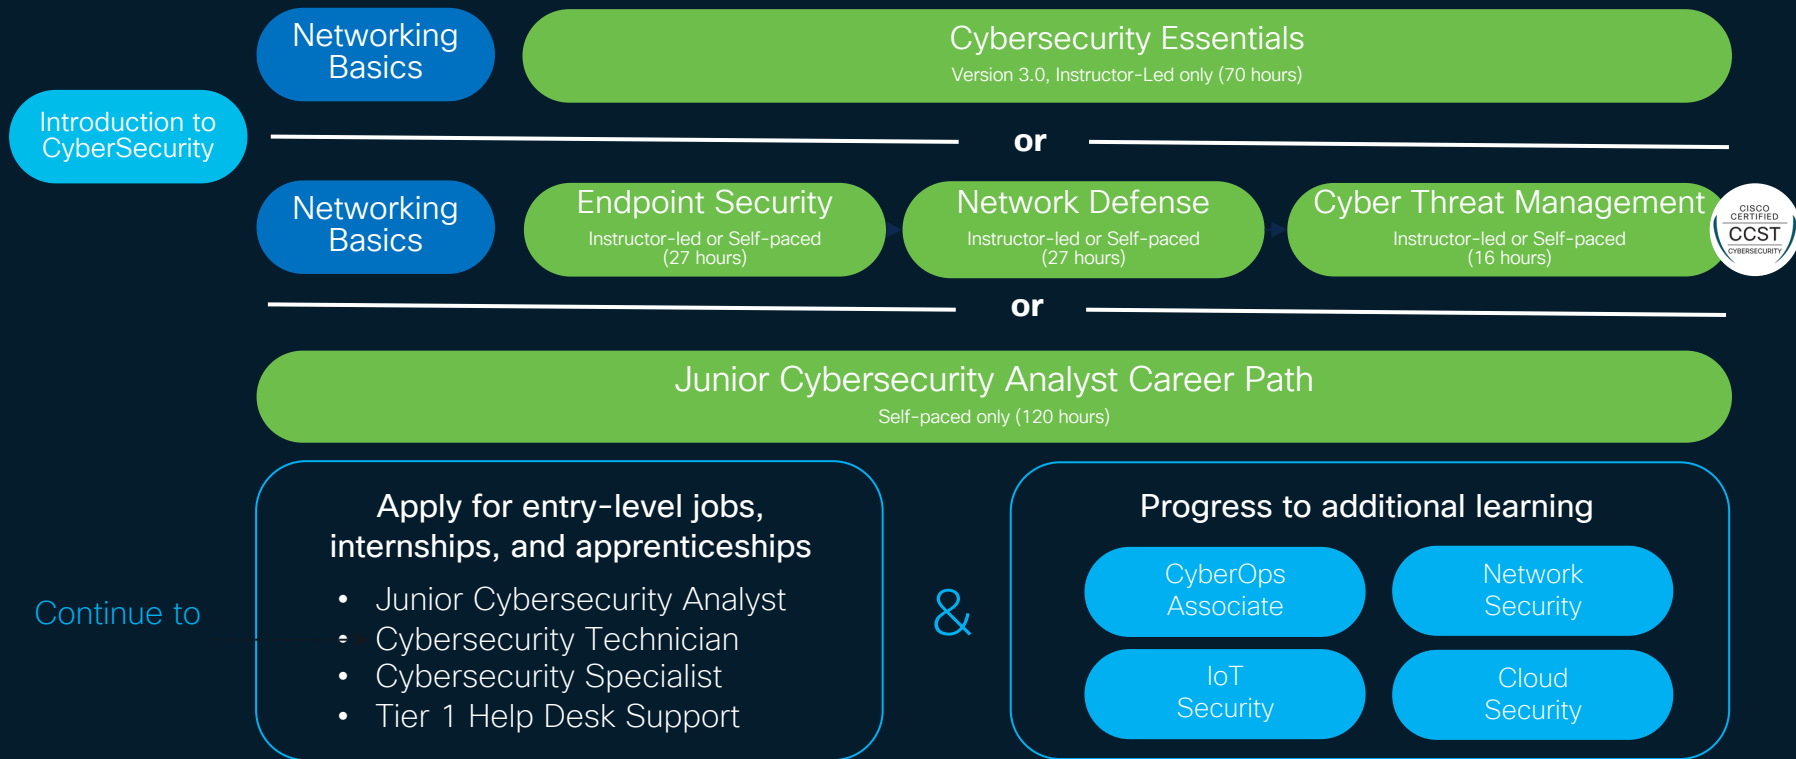 Networking
Basics
Cybersecurity Essentials
Version 3.0, Instructor-Led only (70 hours)
Introduction to
CyberSecurity
or
Networking
Basics
Endpoint Security
Instructor-led or Self-paced
(27 hours)
Network Defense
Instructor-led or Self-paced
(27 hours)
Cyber Threat Management
Instructor-led or Self-paced
(16 hours)
CISCO
CERTIFIED
CCST
CYBERSECURITY
or
Junior Cybersecurity Analyst Career Path
Self-paced only (120 hours)
Continue to
Apply for entry-level jobs,
internships, and apprenticeships
• Junior Cybersecurity Analyst
• Cybersecurity Technician
• Cybersecurity Specialist
• Tier 1 Help Desk Support
&
Progress to additional learning
CyberOps
Associate
Network
Security
IoT
Security
Cloud
Security